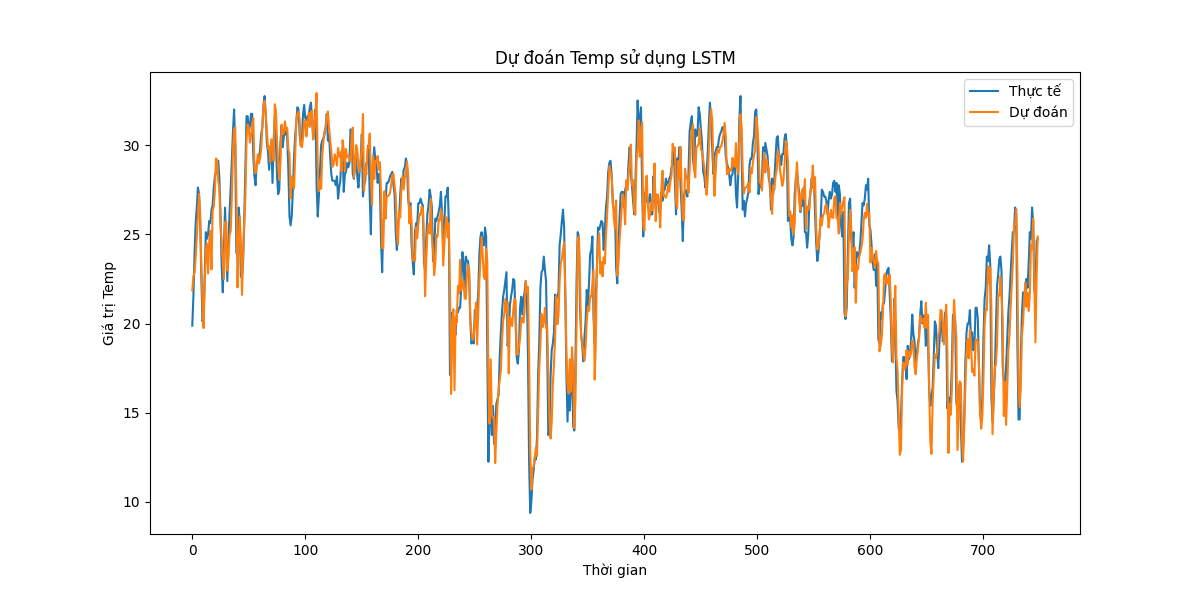 Dự đoán Temp sử dụng LSTM
Thực tế
Dự đoán
Giá trị Temp
30
25
20
15
10
0 100 200 300 400 500 600 700
Thời gian